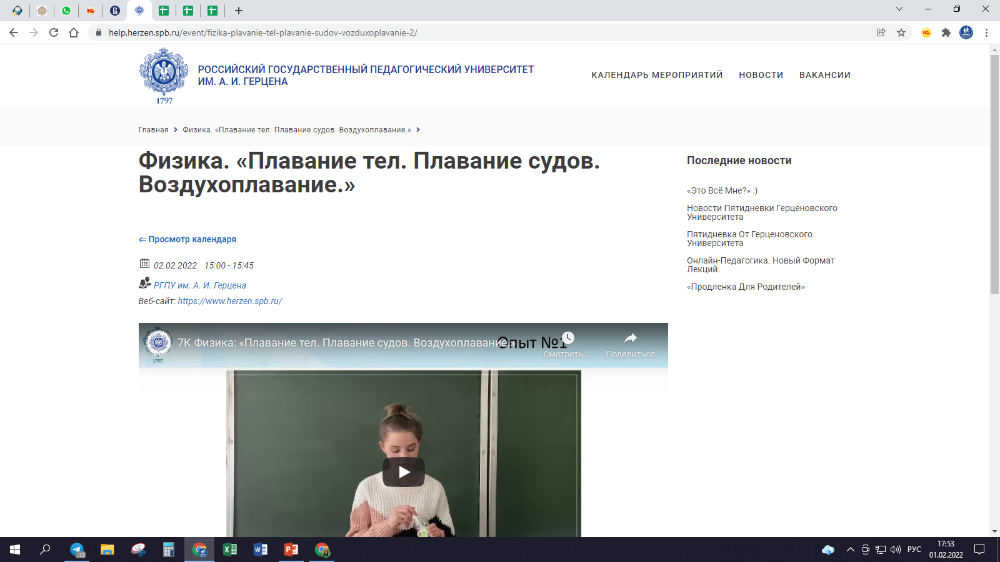 help.herzen.spb.ru/event/fizika-plavanie-tel-plavanie-sudov-vozduxoplavanie-2/
РОССИЙСКИЙ ГОСУДАРСТВЕННЫЙ ПЕДАГОГИЧЕСКИЙ УНИВЕРСИТЕТ
ИМ. А. И. ГЕРЦЕНА
1797
КАЛЕНДАРЬ МЕРОПРИЯТИЙ НОВОСТИ ВАКАНСИИ
Главная > Физика. «Плавание тел. Плавание судов. Воздухоплавание.» >
Физика. «Плавание тел. Плавание судов.
Воздухоплавание.»
⇐ Просмотр календаря
02.02.2022 15:00 - 15:45
РГПУ им. А. И. Герцена
Веб-сайт: https://www.herzen.spb.ru/
Последние новости
«Это Всё Мне?» :)
Новости Пятидневки Герценовского
Университета
Пятидневка От Герценовского
Университета
Онлайн-Педагогика. Новый Формат
Лекций.
«Продленка Для Родителей»
7К Физика: «Плавание тел. Плавание судов. Воздухоплавание.»
Опыт №1
Смотреть ...
Поделиться
1797
13
РУС
17:53
01.02.2022